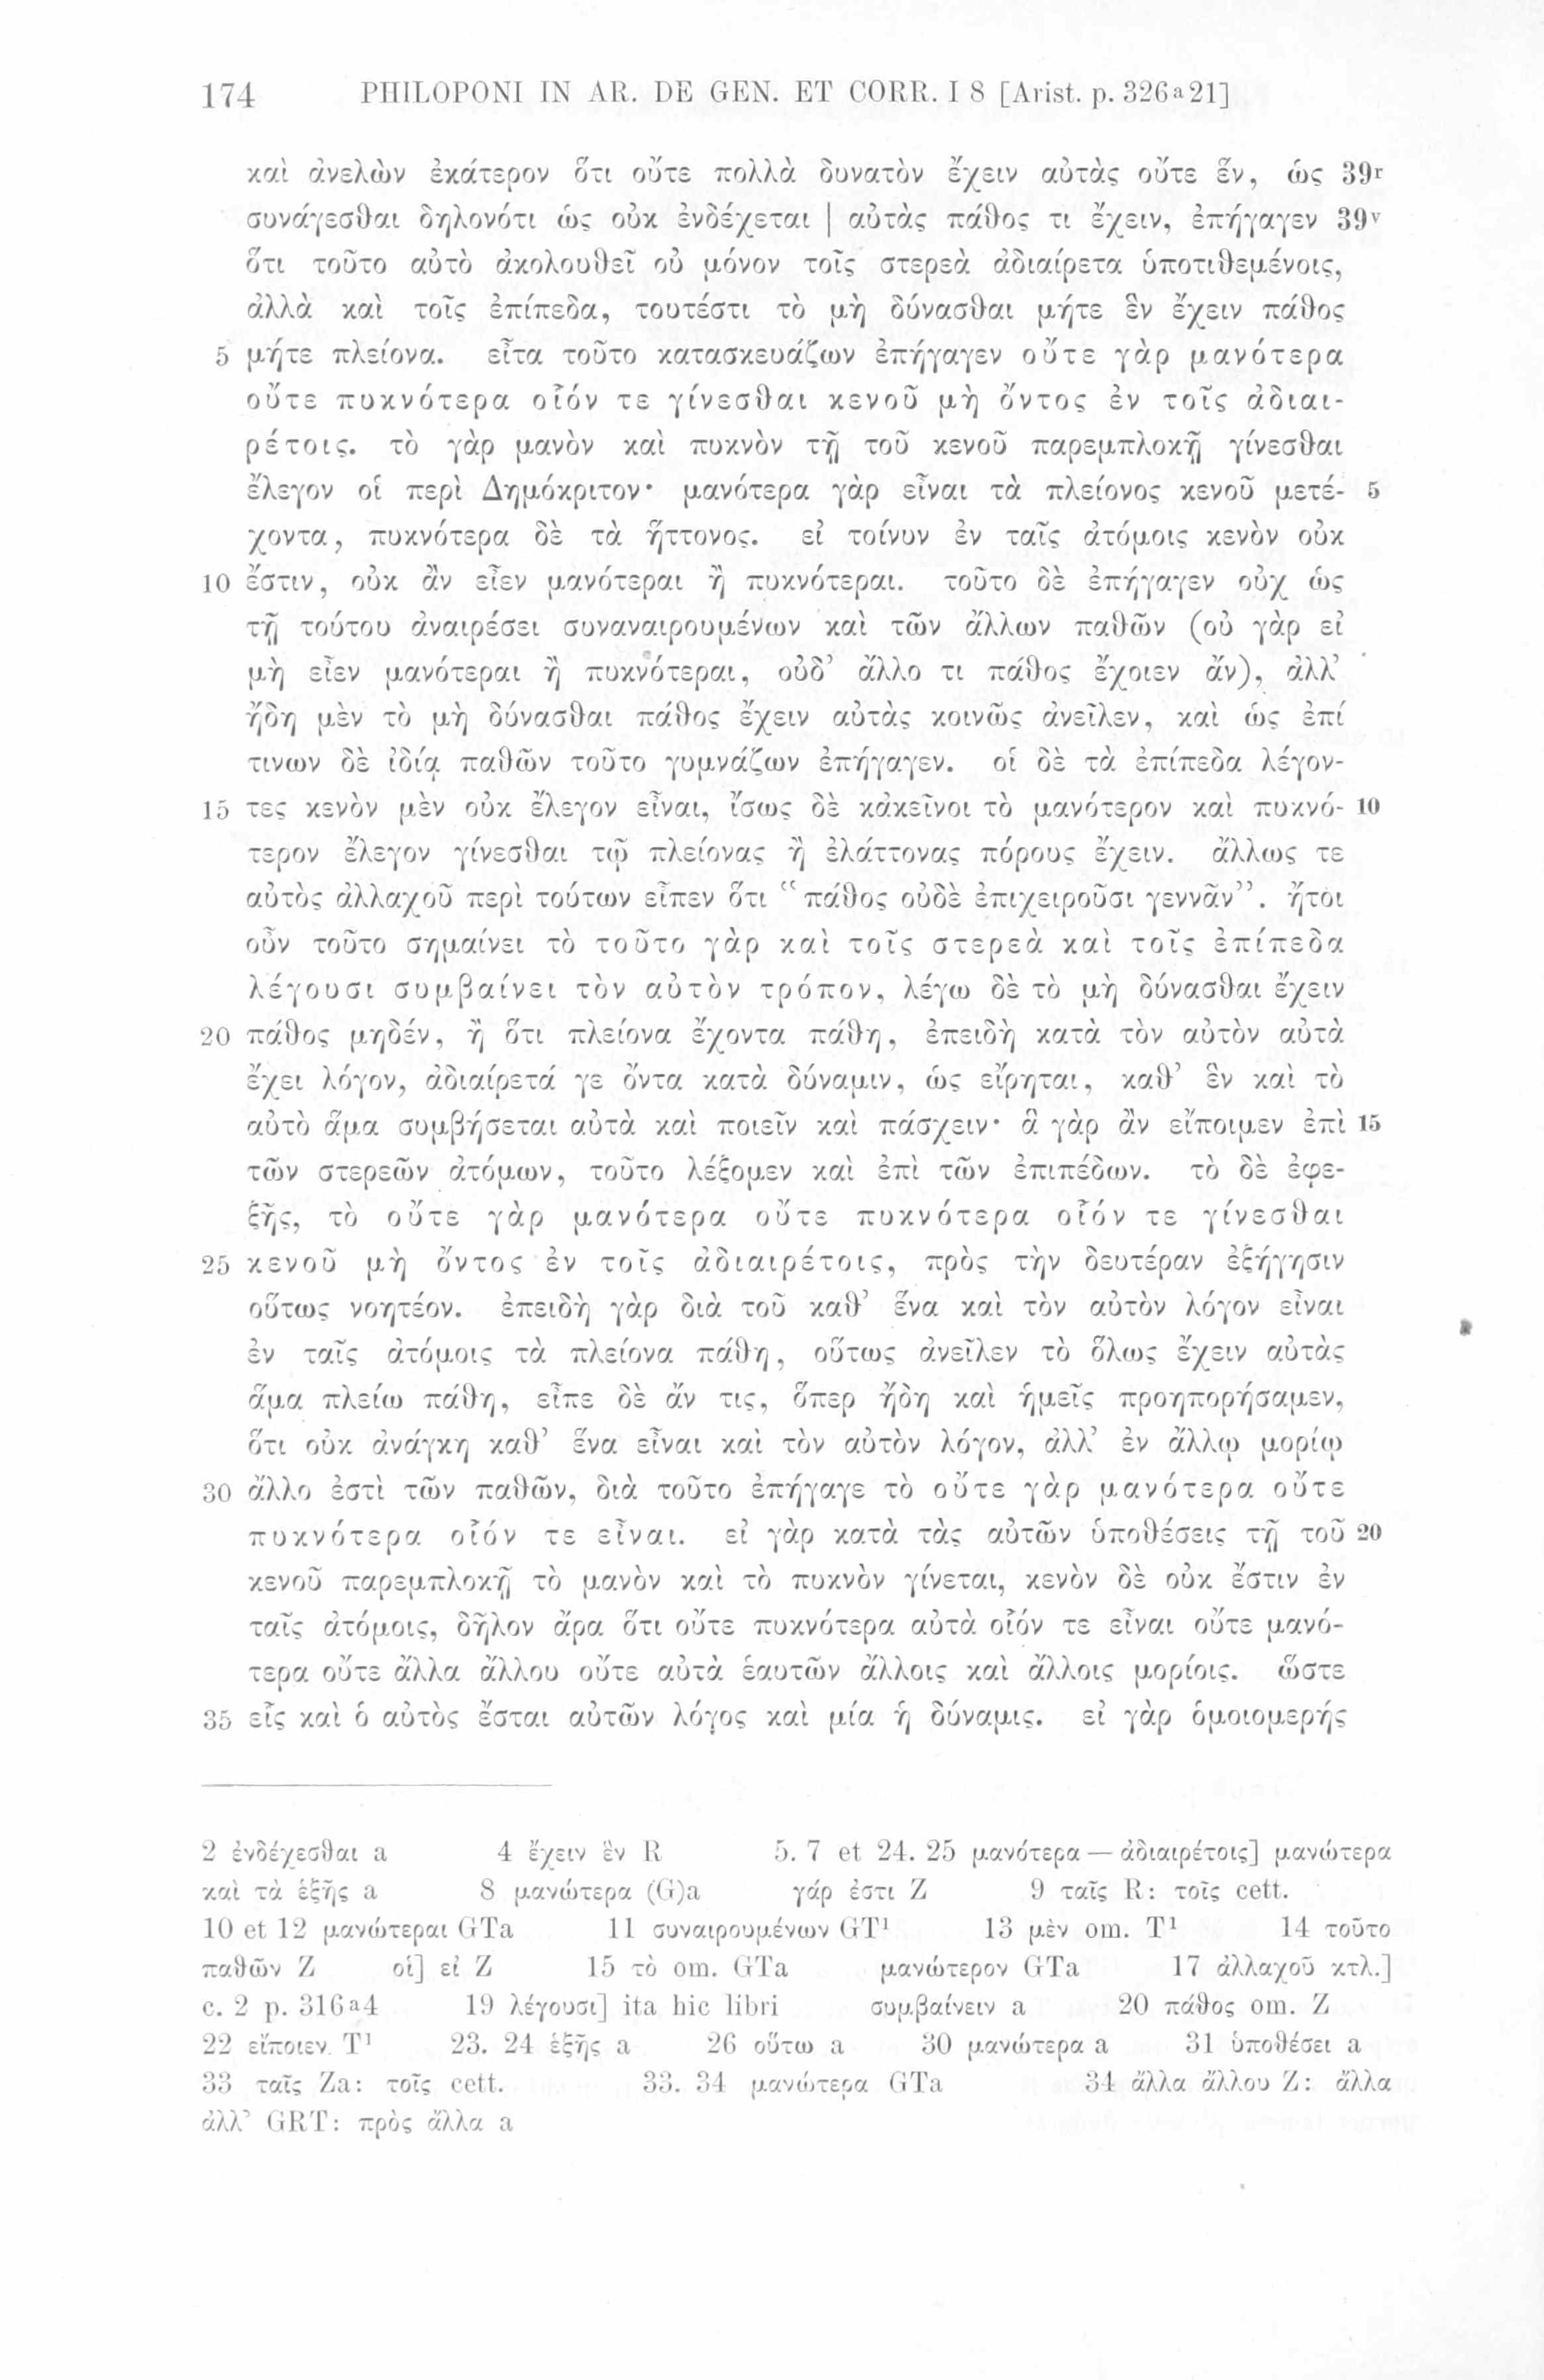 174 PHILOPONI IN AR. DE GEN. ET CORR. I 8 [Arist. p. 326a21]
καὶ ἀνελὼν ἑκάτερον ὅτι οὔτε πολλὰ δυνατὸν ἔχειν αὐτὰς οὔτε ἕν, ὡς 39r
συνάγεσθαι δηλονότι ὡς οὐκ ἐνδέχεται | αὐτὰς πάθος τι ἔχειν, ἐπήγαγεν 39v
ὅτι τοῦτο αὐτὸ ἀκολουθεῖ οὐ μόνον τοῖς στερεὰ ἀδιαίρετα ὑποτιθεμένοις,
ἀλλὰ καὶ τοῖς ἐπίπεδα, τουτέστι τὸ μὴ δύνασθαι μήτε ἓν ἔχειν πάθος
5 μήτε πλείονα. εἶτα τοῦτο κατασκευάζων ἐπήγαγεν οὔτε γὰρ μανότερα
οὔτε πυκνότερα οἷόν τε γίνεσθαι κενοῦ μὴ ὄντος ἐν τοῖς ἀδιαι-
ρέτοις. τὸ γὰρ μανὸν καὶ πυκνὸν τῇ τοῦ κενοῦ παρεμπλοκῇ γίνεσθαι
ἔλεγον οἱ περὶ Δημόκριτον· μανότερα γὰρ εἶναι τὰ πλείονος κενοῦ μετέ- 5
χοντα, πυκνότερα δὲ τὰ ἥττονος. εἰ τοίνυν ἐν ταῖς ἀτόμοις κενὸν οὐκ
10 ἔστιν, οὐκ ἂν εἶεν μανότεραι ἢ πυκνότεραι. τοῦτο δὲ ἐπήγαγεν οὐχ ὡς
τῇ τούτου ἀναιρέσει συναναιρουμένων καὶ τῶν ἄλλων παθῶν (οὐ γὰρ εἰ
μὴ εἶεν μανότεραι ἢ πυκνότεραι, οὐδ’ ἄλλο τι πάθος ἔχοιεν ἄν), ἀλλ’
ἤδη μὲν τὸ μὴ δύνασθαι πάθος ἔχειν αὐτὰς κοινῶς ἀνεῖλεν, καὶ ὡς ἐπί
τινων δὲ ἰδίᾳ παθῶν τοῦτο γυμνάζων ἐπήγαγεν. οἱ δὲ τὰ ἐπίπεδα λέγον-
15 τες κενὸν μὲν οὐκ ἔλεγον εἶναι, ἴσως δὲ κἀκεῖνοι τὸ μανότερον καὶ πυκνό- 10
τερον ἔλεγον γίνεσθαι τῷ πλείονας ἢ ἐλάττονας πόρους ἔχειν. ἄλλως τε
αὐτὸς ἀλλαχοῦ περὶ τούτων εἶπεν ὅτι “πάθος οὐδὲ ἐπιχειροῦσι γεννᾶν”. ἤτοι
οὖν τοῦτο σημαίνει τὸ τοῦτο γὰρ καὶ τοῖς στερεὰ καὶ τοῖς ἐπίπεδα
λέγουσι συμβαίνει τὸν αὐτὸν τρόπον, λέγω δὲ τὸ μὴ δύνασθαι ἔχειν
20 πάθος μηδέν, ἢ ὅτι πλείονα ἔχοντα πάθη, ἐπειδὴ κατὰ τὸν αὐτὸν αὐτὰ
ἔχει λόγον, ἀδιαίρετά γε ὄντα κατὰ δύναμιν, ὡς εἴρηται, καθ’ ἓν καὶ τὸ
αὐτὸ ἅμα συμβήσεται αὐτὰ καὶ ποιεῖν καὶ πάσχειν· ἃ γὰρ ἂν εἴποιμεν ἐπὶ 15
τῶν στερεῶν ἀτόμων, τοῦτο λέξομεν καὶ ἐπὶ τῶν ἐπιπέδων. τὸ δὲ ἐφε-
ξῆς, τὸ οὔτε γὰρ μανότερα οὔτε πυκνότερα οἷόν τε γίνεσθαι
25 κενοῦ μὴ ὄντος ἐν τοῖς ἀδιαιρέτοις, πρὸς τὴν δευτέραν ἐξήγησιν
οὕτως νοητέον. ἐπειδὴ γὰρ διὰ τοῦ καθ’ ἕνα καὶ τὸν αὐτὸν λόγον εἶναι
ἐν ταῖς ἀτόμοις τὰ πλείονα πάθη, οὕτως ἀνεῖλεν τὸ ὅλως ἔχειν αὐτὰς
ἅμα πλείω πάθη, εἶπε δὲ ἄν τις, ὅπερ ἤδη καὶ ἡμεῖς προηπορήσαμεν,
ὅτι οὐκ ἀνάγκη καθ’ ἕνα εἶναι καὶ τὸν αὐτὸν λόγον, ἀλλ’ ἐν ἄλλῳ μορίῳ
30 ἄλλο ἐστὶ τῶν παθῶν, διὰ τοῦτο ἐπήγαγε τὸ οὔτε γὰρ μανότερα οὔτε
πυκνότερα οἷόν τε εἶναι. εἰ γὰρ κατὰ τὰς αὐτῶν ὑποθέσεις τῇ τοῦ 20
κενοῦ παρεμπλοκῇ τὸ μανὸν καὶ τὸ πυκνὸν γίνεται, κενὸν δὲ οὐκ ἔστιν ἐν
ταῖς ἀτόμοις, δῆλον ἄρα ὅτι οὔτε πυκνότερα αὐτὰ οἷόν τε εἶναι οὔτε μανό-
τερα οὔτε ἄλλα ἄλλου οὔτε αὐτὰ ἑαυτῶν ἄλλοις καὶ ἄλλοις μορίοις. ὥστε
35 εἷς καὶ ὁ αὐτὸς ἔσται αὐτῶν λόγος καὶ μία ἡ δύναμις. εἰ γὰρ ὁμοιομερής
2 ἐνδέχεσθαι a 4 ἔχειν ἓν R 5. 7 et 24. 25 μανότερα — ἀδιαιρέτοις] μανώτερα
καὶ τὰ ἑξῆς a 8 μανώτερα (G)a γάρ ἐστι Z 9 ταῖς R: τοῖς cett.
10 et 12 μανώτεραι GTa 11 συναιρουμένων GT¹ 13 μὲν om. T¹ 14 τοῦτο
παθῶν Z οἱ] εἰ Z 15 τὸ om. GTa μανώτερον GTa 17 ἀλλαχοῦ κτλ.]
c. 2 p. 316a4 19 λέγουσι] ita hic libri συμβαίνειν a 20 πάθος om. Z
22 εἴποιεν T¹ 23. 24 ἑξῆς a 26 οὕτω a 30 μανώτερα a 31 ὑποθέσει a
33 ταῖς Za: τοῖς cett. 33. 34 μανώτερα GTa 34 ἄλλα ἄλλου Z: ἄλλα
ἀλλ’ GRT: πρὸς ἄλλα a